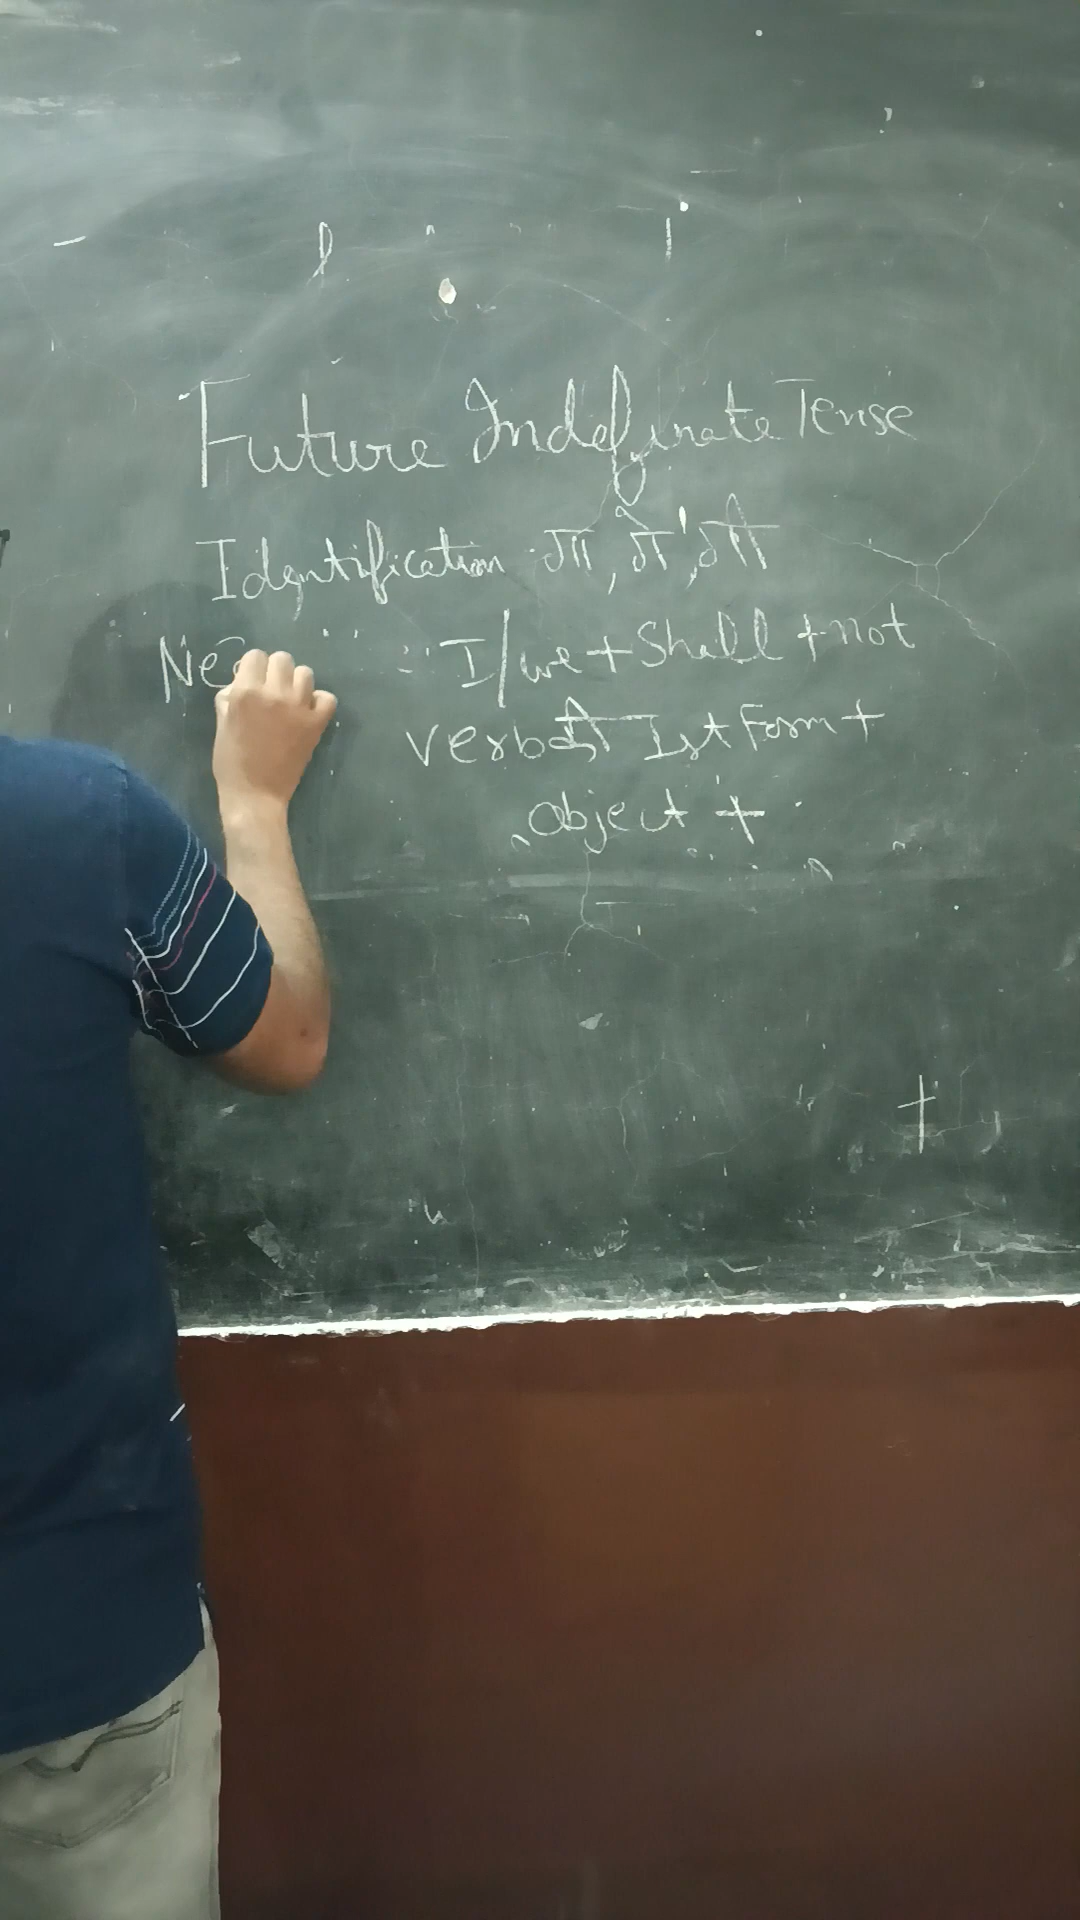 Future Indefinate Tense
Identification गा, गे, गी
Ne :: I/we + Shall + not
verb की Ist Form +
object +